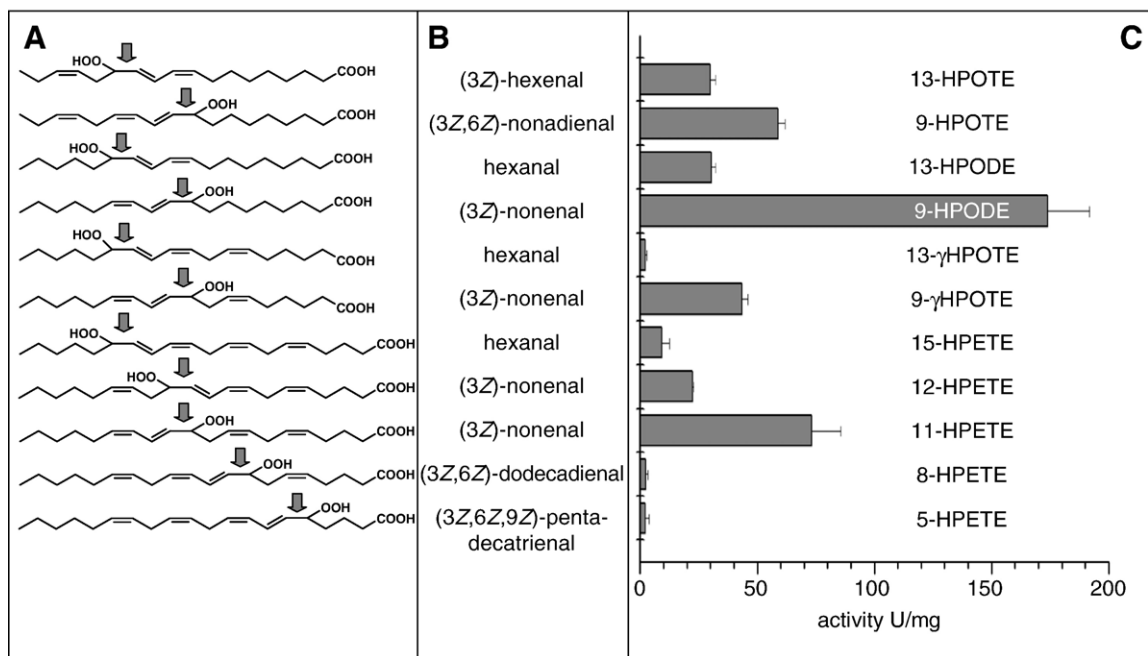 A
B
C
HOO
COOH
(3Z)-hexenal
13-HPOTE
OOH
COOH
(3Z,6Z)-nonadienal
9-HPOTE
HOO
COOH
hexanal
13-HPODE
OOH
COOH
(3Z)-nonenal
9-HPODE
HOO
COOH
hexanal
13-γHPOTE
OOH
COOH
(3Z)-nonenal
9-γHPOTE
HOO
COOH
hexanal
15-HPETE
HOO
COOH
(3Z)-nonenal
12-HPETE
OOH
COOH
(3Z)-nonenal
11-HPETE
OOH
COOH
(3Z,6Z)-dodecadienal
8-HPETE
OOH
COOH
(3Z,6Z,9Z)-penta-
decatrienal
5-HPETE
0 50 100 150 200
activity U/mg